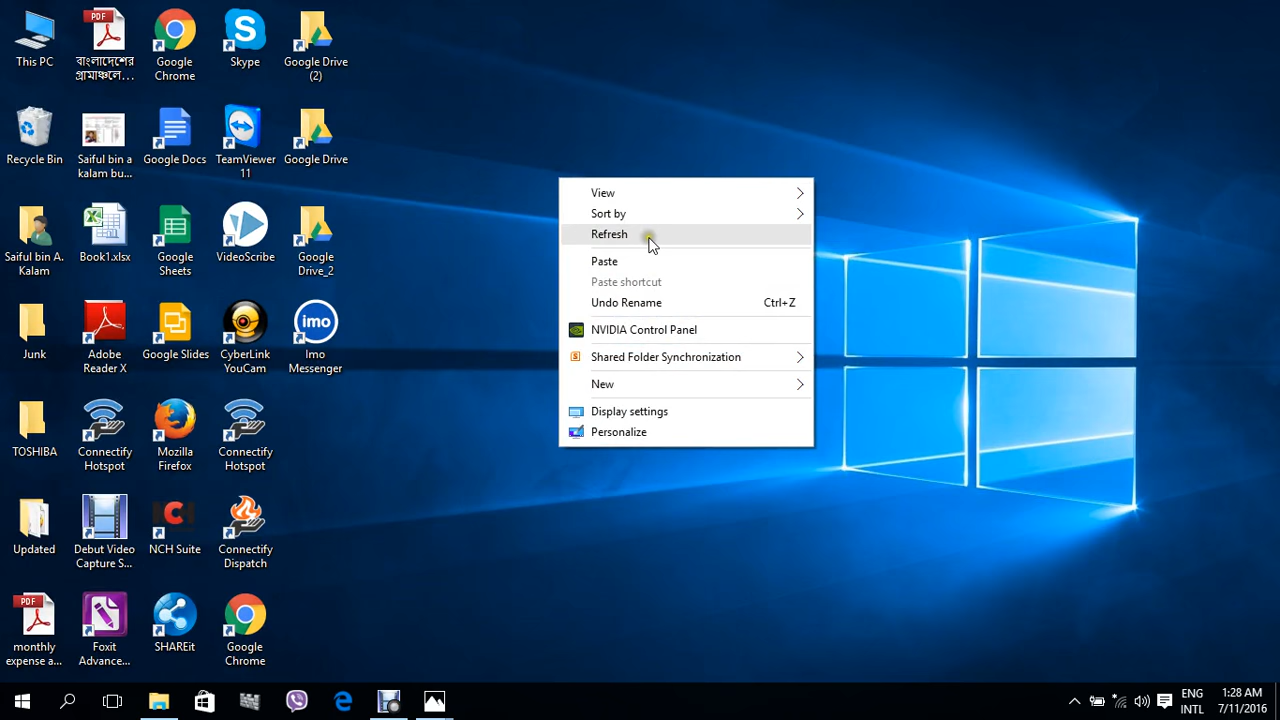 This PC
বাংলাদেশের
গ্রামাঞ্চলে...
Google
Chrome
Skype
Google Drive
(2)
Recycle Bin
Saiful bin a
kalam bu...
Google Docs
TeamViewer
11
Google Drive
Saiful bin A.
Kalam
Book1.xlsx
Google
Sheets
VideoScribe
Google
Drive_2
Junk
Adobe
Reader X
Google Slides
CyberLink
YouCam
imo
Imo
Messenger
TOSHIBA
Connectify
Hotspot
Mozilla
Firefox
Connectify
Hotspot
Updated
Debut Video
Capture S...
NCH Suite
Connectify
Dispatch
PDF
monthly
expense a...
Foxit
Advance...
SHAREit
Google
Chrome
View
Sort by
Refresh
Paste
Paste shortcut
Undo Rename Ctrl+Z
NVIDIA Control Panel
Shared Folder Synchronization
New
Display settings
Personalize
ENG
INTL
1:28 AM
7/11/2016